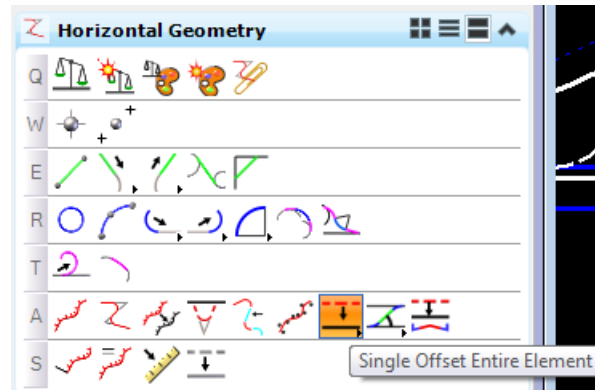 Horizontal Geometry
Q
W
E
R
T
A
S
Single Offset Entire Element